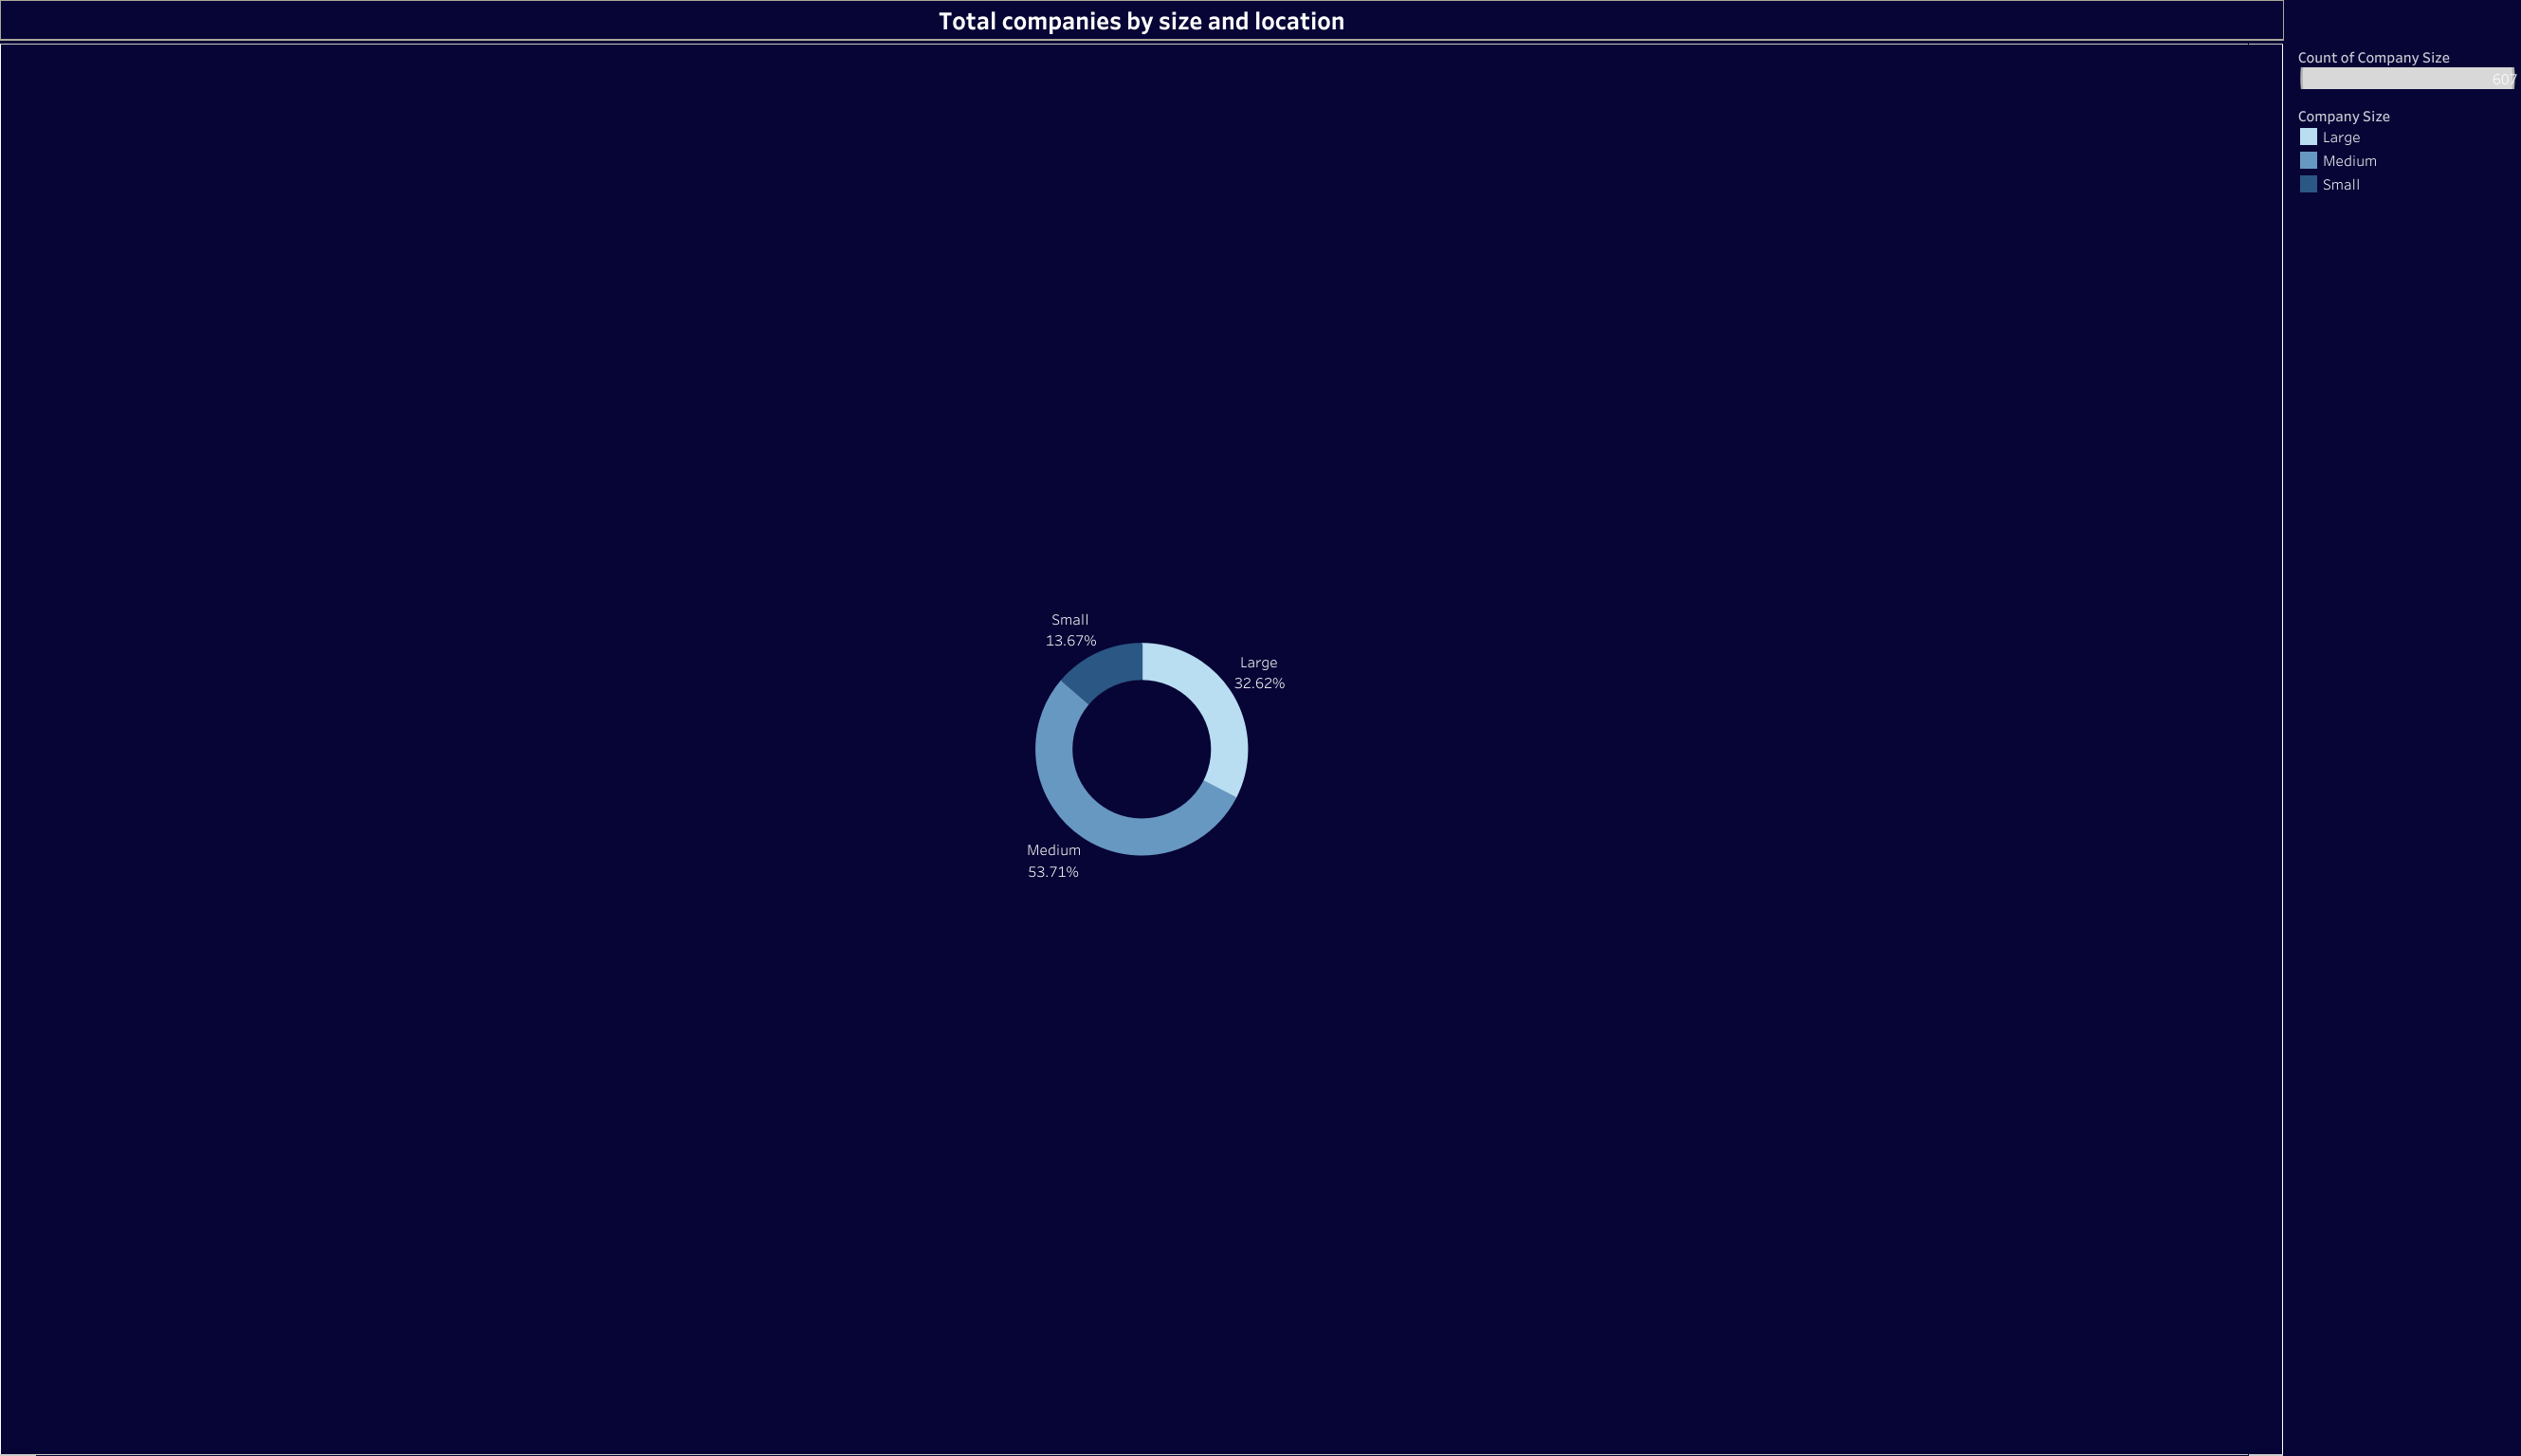 Total companies by size and location
Count of Company Size
607
Company Size
Large
Medium
Small
Small
13.67%
Large
32.62%
Medium
53.71%